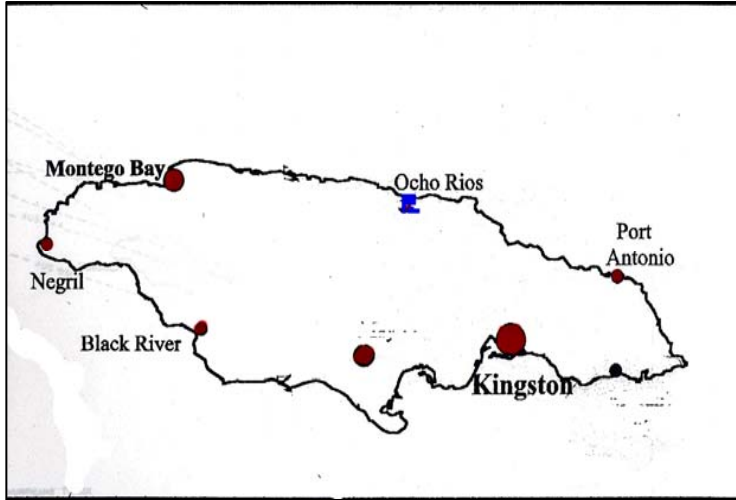 Montego Bay
Ocho Rios
Port
Antonio
Negril
Black River
Kingston